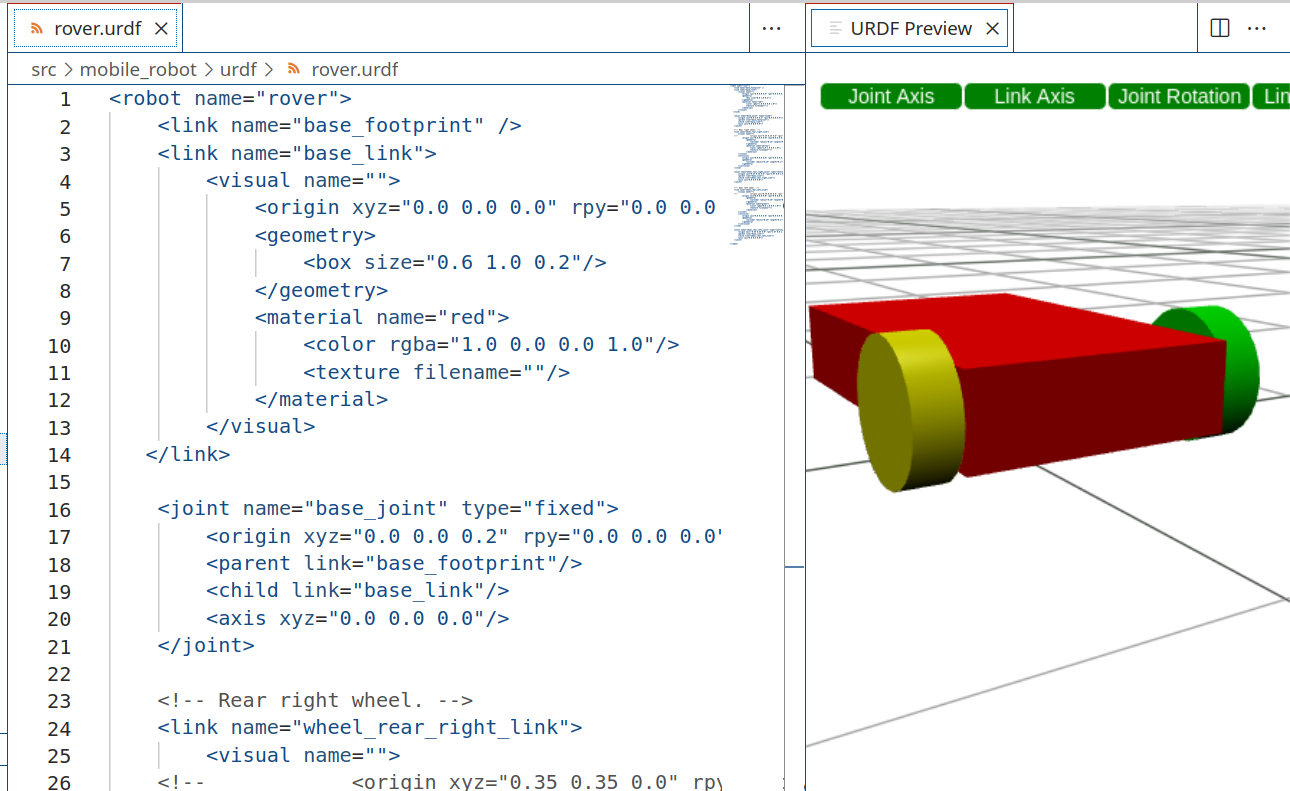 rover.urdf
URDF Preview
src > mobile_robot > urdf > rover.urdf
Joint Axis Link Axis Joint Rotation Lin
1 <robot name="rover">
2 <link name="base_footprint" />
3 <link name="base_link">
4 <visual name="">
5 <origin xyz="0.0 0.0 0.0" rpy="0.0 0.0
6 <geometry>
7 <box size="0.6 1.0 0.2"/>
8 </geometry>
9 <material name="red">
10 <color rgba="1.0 0.0 0.0 1.0"/>
11 <texture filename=""/>
12 </material>
13 </visual>
14 </link>
15
16 <joint name="base_joint" type="fixed">
17 <origin xyz="0.0 0.0 0.2" rpy="0.0 0.0 0.0"
18 <parent link="base_footprint"/>
19 <child link="base_link"/>
20 <axis xyz="0.0 0.0 0.0"/>
21 </joint>
22
23 <!-- Rear right wheel. -->
24 <link name="wheel_rear_right_link">
25 <visual name="">
26 <!-- <origin xyz="0.35 0.35 0.0" rpy